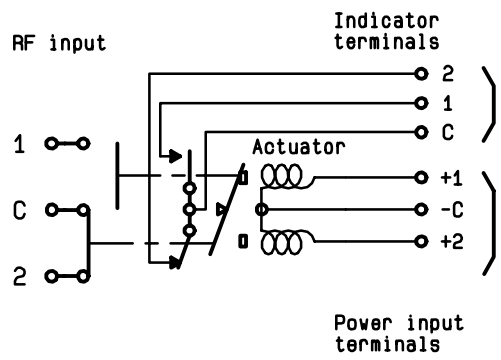 Indicator
terminals
RF input
2
1
C
Actuator
1
+1
C
-C
+2
2
Power input
terminals